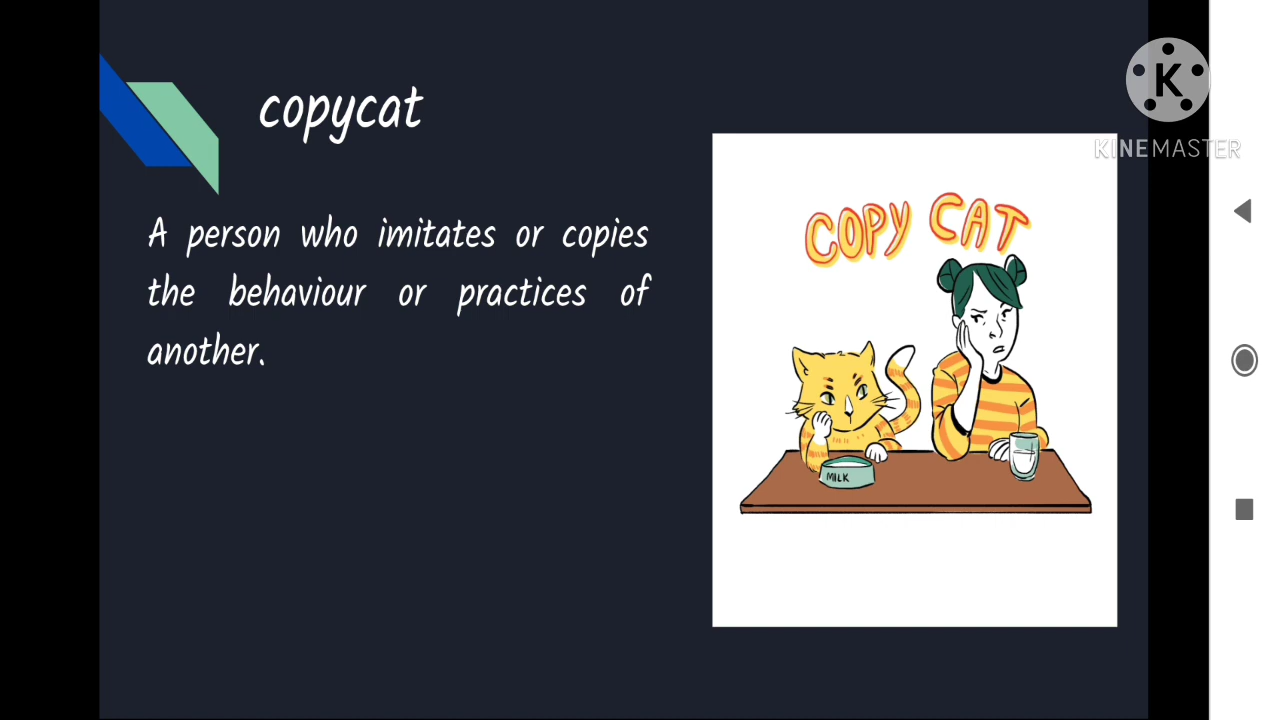 copycat
A person who imitates or copies
the behaviour or practices of
another.
COPY CAT
MILK
K
KINEMASTER